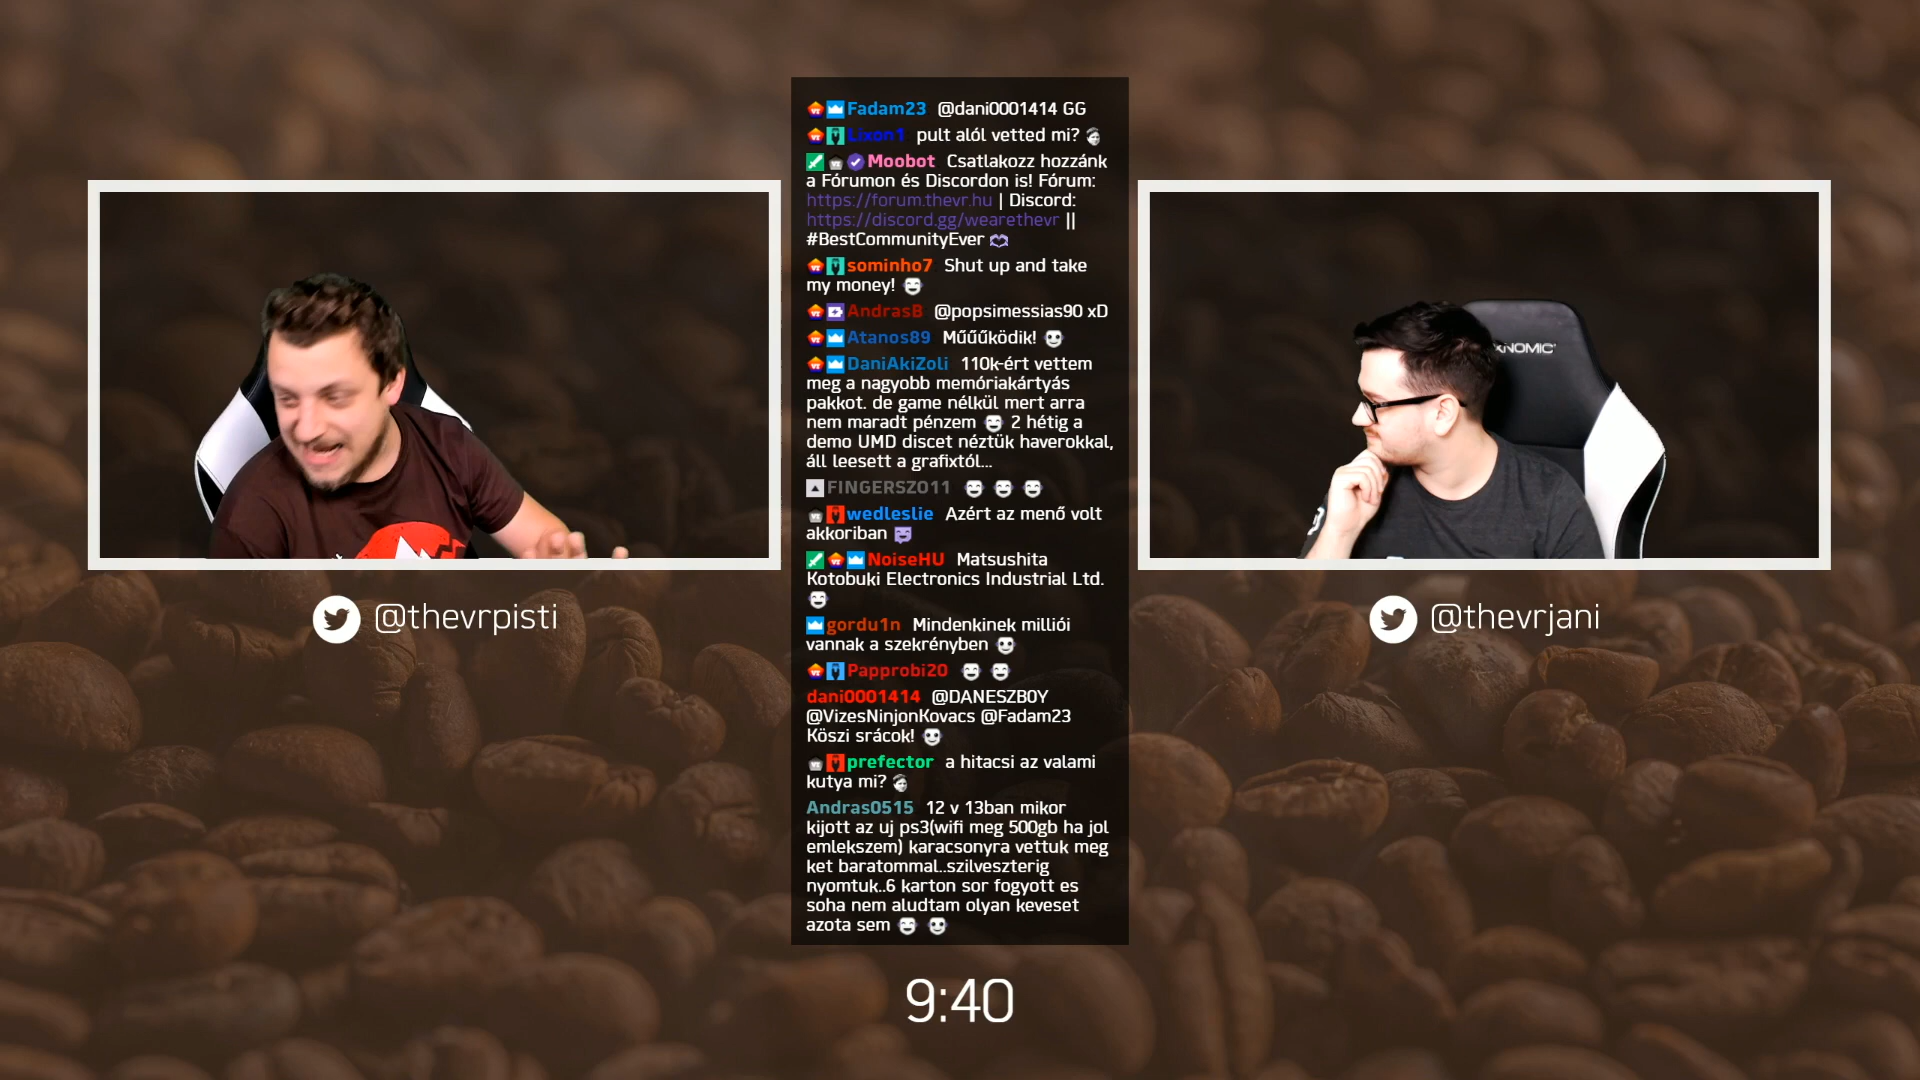 Fadam23 @dani0001414 GG
Lixon1 pult alól vetted mi?
Moobot Csatlakozz hozzánk
a Fórumon és Discordon is! Fórum:
https://forum.thevr.hu | Discord:
https://discord.gg/wearethevr ||
#BestCommunityEver
sominho7 Shut up and take
my money!
AndrasB @popsimessias90 xD
Atanos89 Műűűködik!
DaniAkiZoli 110k-ért vettem
meg a nagyobb memóriakártyás
pakkot. de game nélkül mert arra
nem maradt pénzem 2 hétig a
demo UMD discet néztük haverokkal,
áll leesett a grafixtól...
FINGERSZO11
wedleslie Azért az menő volt
akkoriban
NoiseHU Matsushita
Kotobuki Electronics Industrial Ltd.
gordu1n Mindenkinek milliói
vannak a szekrényben
Papprobi20
dani0001414 @DANESZBOY
@VizesNinjonKovacs @Fadam23
Köszi srácok!
prefector a hitacsi az valami
kutya mi?
Andras0515 12 v 13ban mikor
kijott az uj ps3(wifi meg 500gb ha jol
emlekszem) karacsonyra vettuk meg
ket baratommal..szilveszterig
nyomtuk..6 karton sor fogyott es
soha nem aludtam olyan keveset
azota sem
@thevrpisti
@thevrjani
9:40